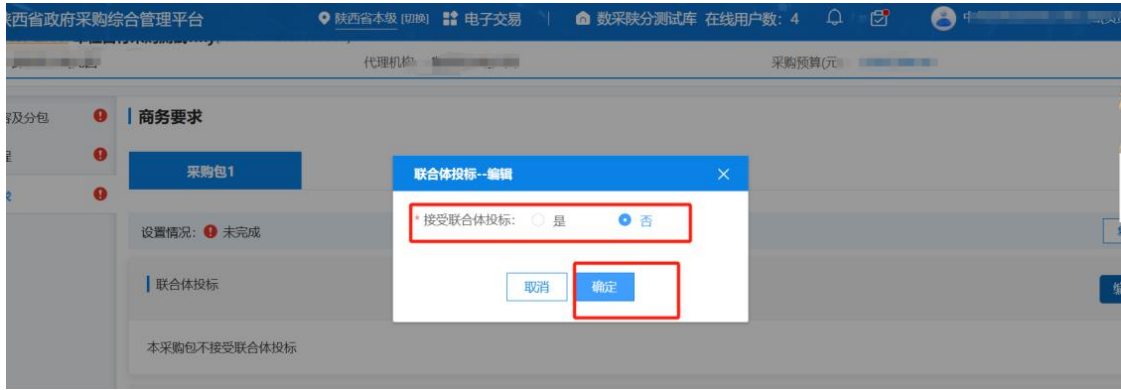 陕西省政府采购综合管理平台 陕西省本级 [切换] 电子交易 数采陕分测试库 在线用户数: 4
代理机构 采购预算(元
容及分包 商务要求
采购包1
联合体投标--编辑
* 接受联合体投标: 是 否
设置情况: 未完成
取消 确定
联合体投标
本采购包不接受联合体投标